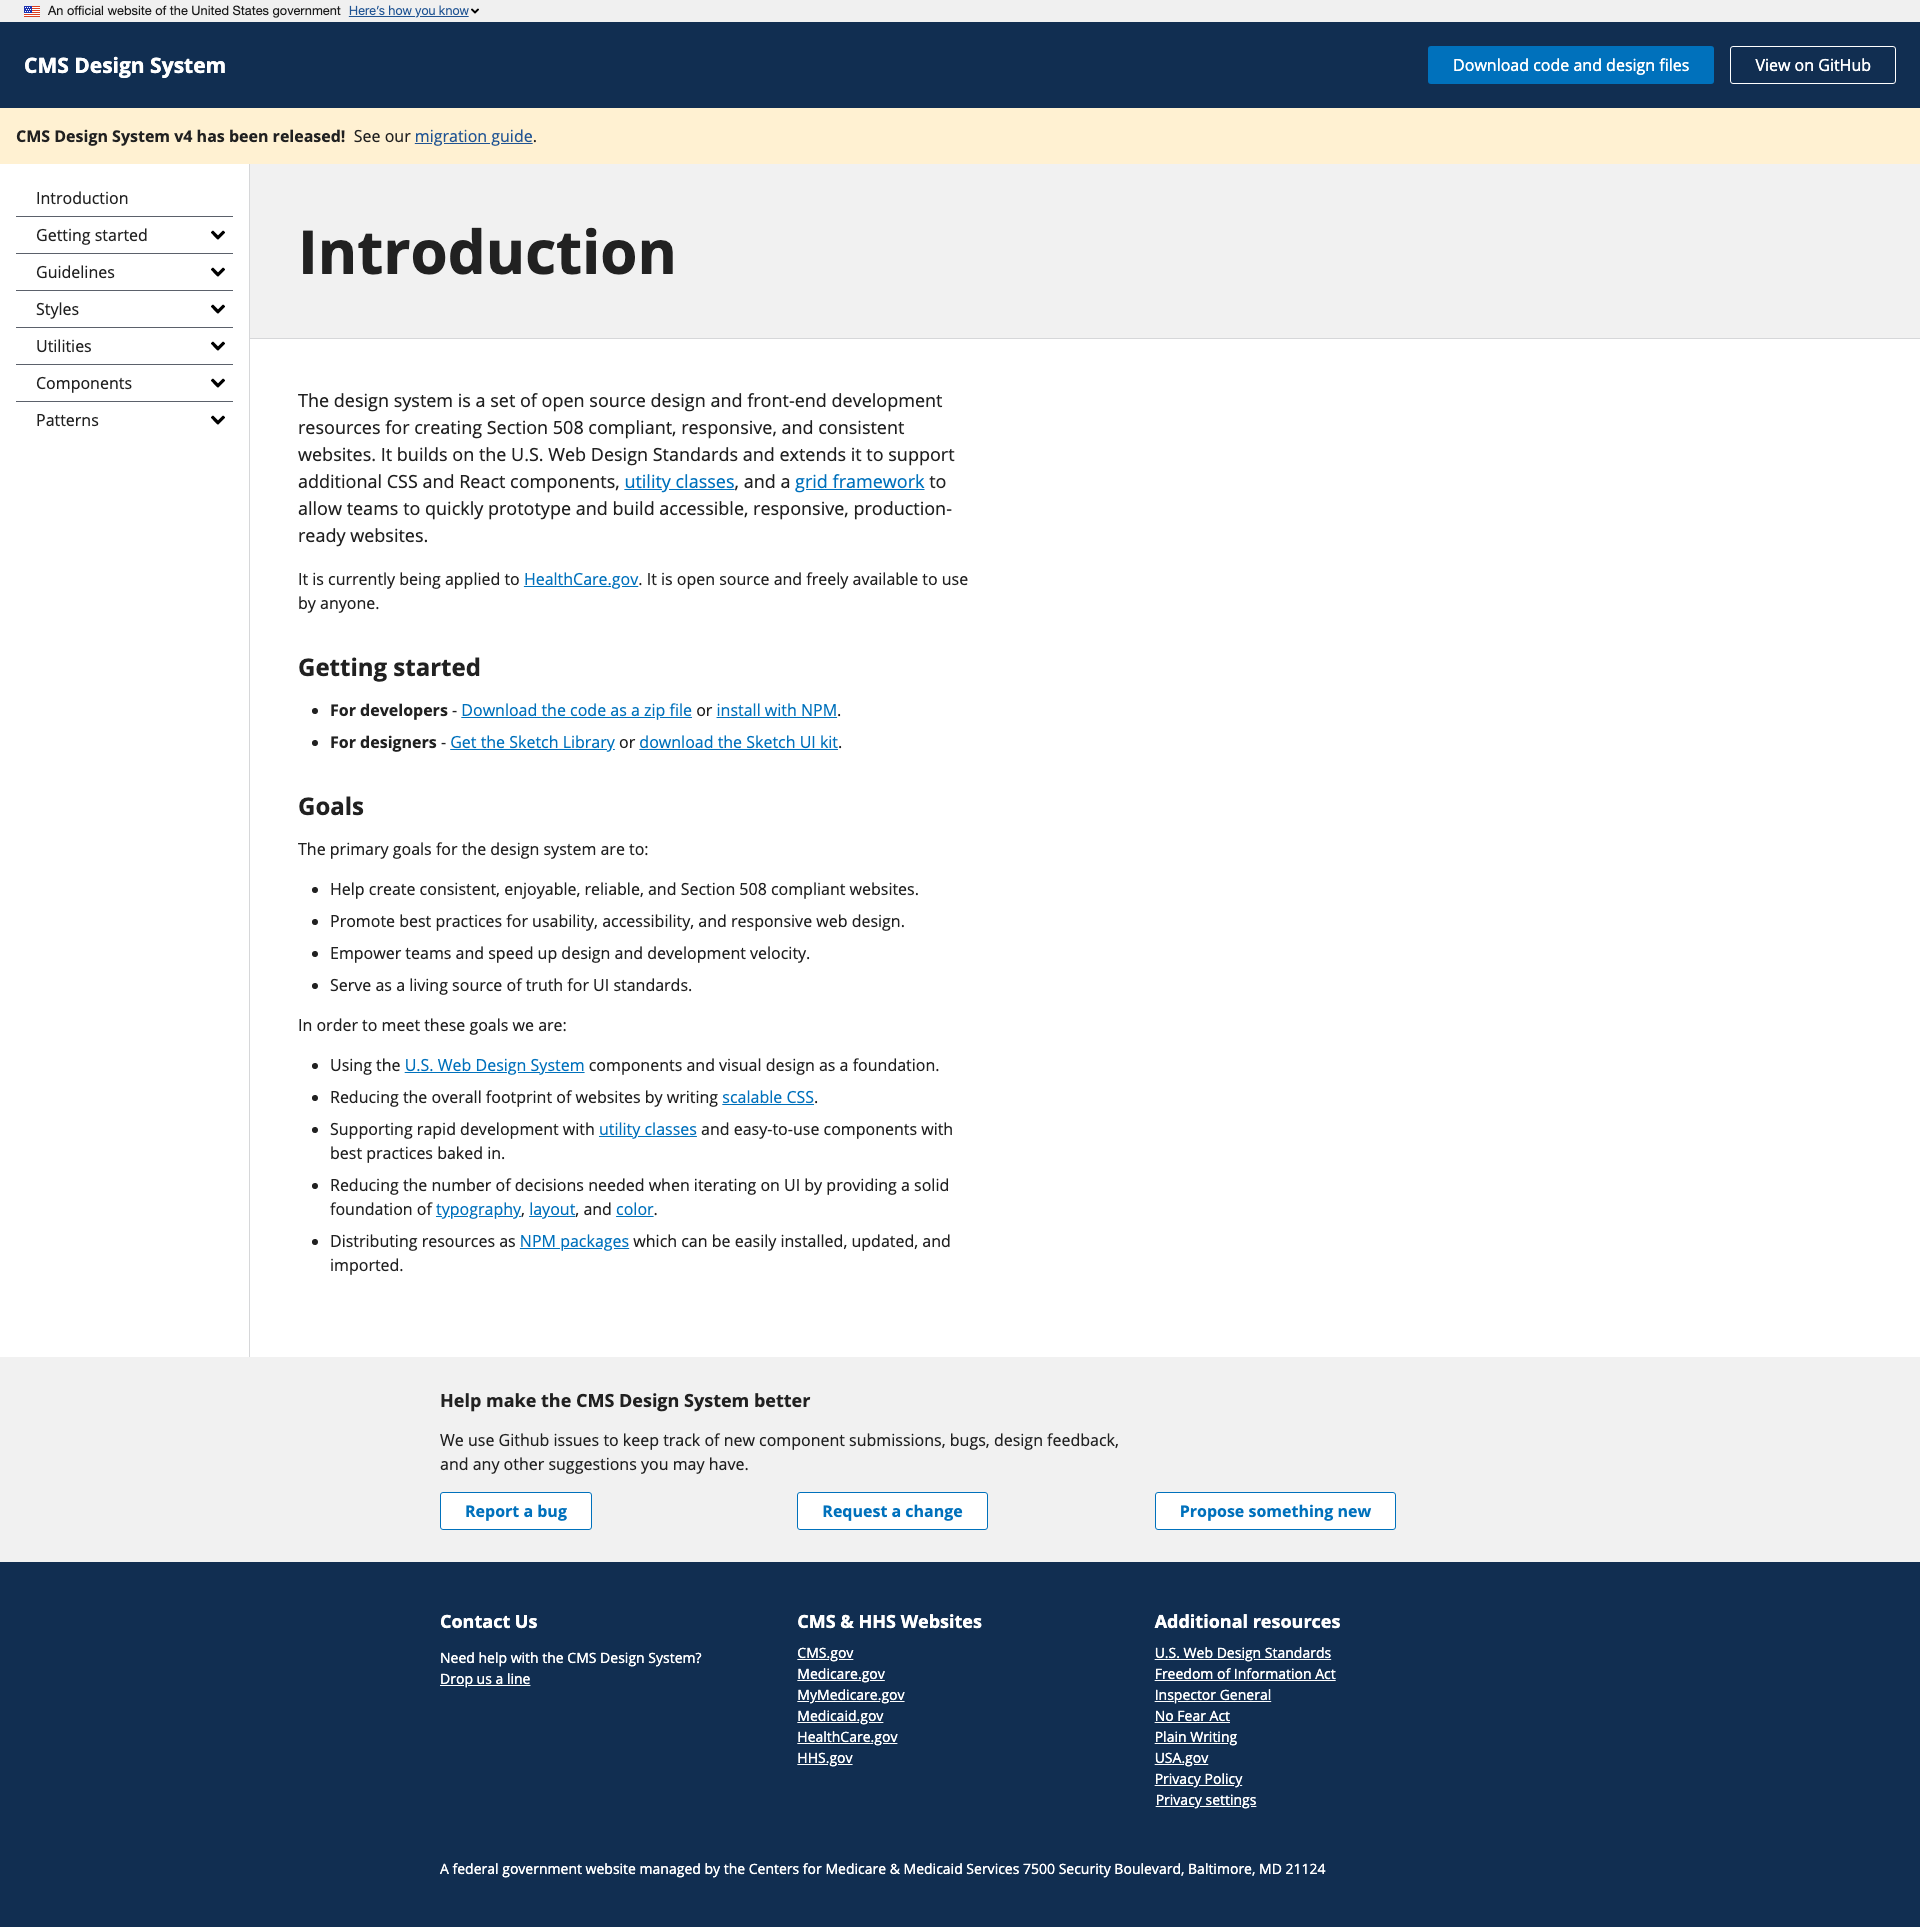 An official website of the United States government Here's how you know
CMS Design System
Download code and design files
View on GitHub
CMS Design System v4 has been released! See our migration guide.
Introduction
Getting started
Guidelines
Styles
Utilities
Components
Patterns
Introduction
The design system is a set of open source design and front-end development
resources for creating Section 508 compliant, responsive, and consistent
websites. It builds on the U.S. Web Design Standards and extends it to support
additional CSS and React components, utility classes, and a grid framework to
allow teams to quickly prototype and build accessible, responsive, production-
ready websites.
It is currently being applied to HealthCare.gov. It is open source and freely available to use
by anyone.
Getting started
• For developers - Download the code as a zip file or install with NPM.
• For designers - Get the Sketch Library or download the Sketch UI kit.
Goals
The primary goals for the design system are to:
• Help create consistent, enjoyable, reliable, and Section 508 compliant websites.
• Promote best practices for usability, accessibility, and responsive web design.
• Empower teams and speed up design and development velocity.
• Serve as a living source of truth for UI standards.
In order to meet these goals we are:
• Using the U.S. Web Design System components and visual design as a foundation.
• Reducing the overall footprint of websites by writing scalable CSS.
• Supporting rapid development with utility classes and easy-to-use components with
best practices baked in.
• Reducing the number of decisions needed when iterating on UI by providing a solid
foundation of typography, layout, and color.
• Distributing resources as NPM packages which can be easily installed, updated, and
imported.
Help make the CMS Design System better
We use Github issues to keep track of new component submissions, bugs, design feedback,
and any other suggestions you may have.
Report a bug
Request a change
Propose something new
Contact Us
Need help with the CMS Design System?
Drop us a line
CMS & HHS Websites
CMS.gov
Medicare.gov
MyMedicare.gov
Medicaid.gov
HealthCare.gov
HHS.gov
Additional resources
U.S. Web Design Standards
Freedom of Information Act
Inspector General
No Fear Act
Plain Writing
USA.gov
Privacy Policy
Privacy settings
A federal government website managed by the Centers for Medicare & Medicaid Services 7500 Security Boulevard, Baltimore, MD 21124